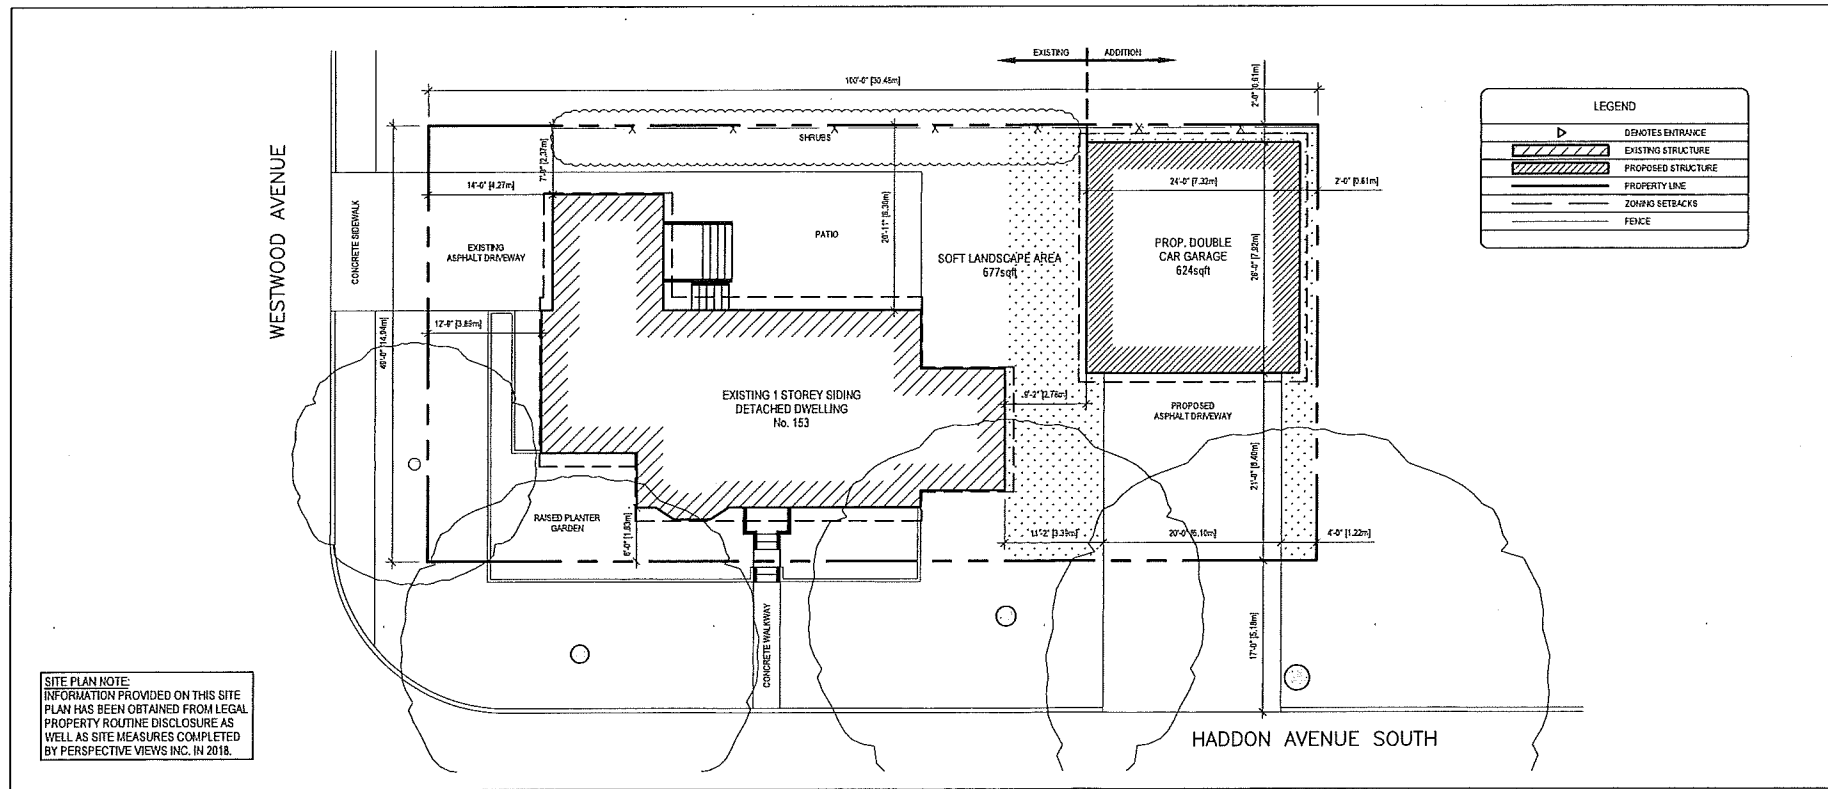 EXISTING
ADDITION
100'-0" [30.48m]
2'-0" [0.61m]
LEGEND
DENOTES ENTRANCE
EXISTING STRUCTURE
PROPOSED STRUCTURE
PROPERTY LINE
ZONING SETBACKS
FENCE
SHRUBS
WESTWOOD AVENUE
CONCRETE SIDEWALK
7'-9" [2.37m]
14'-0" [4.27m]
24'-0" [7.32m]
2'-0" [0.61m]
20'-11" [6.36m]
PATIO
EXISTING
ASPHALT DRIVEWAY
SOFT LANDSCAPE AREA
677sqft
PROP. DOUBLE
CAR GARAGE
624sqft
26'-0" [7.92m]
[3.85m]
EXISTING 1 STOREY SIDING
DETACHED DWELLING
No. 153
9'-2" [2.78m]
PROPOSED
ASPHALT DRIVEWAY
21'-0" [6.40m]
RAISED PLANTER
GARDEN
6'-0" [1.83m]
11'-2" [3.39m]
20'-0" [6.10m]
4'-0" [1.22m]
CONCRETE WALKWAY
17'-0" [5.18m]
SITE PLAN NOTE:
INFORMATION PROVIDED ON THIS SITE
PLAN HAS BEEN OBTAINED FROM LEGAL
PROPERTY ROUTINE DISCLOSURE AS
WELL AS SITE MEASURES COMPLETED
BY PERSPECTIVE VIEWS INC. IN 2018.
HADDON AVENUE SOUTH